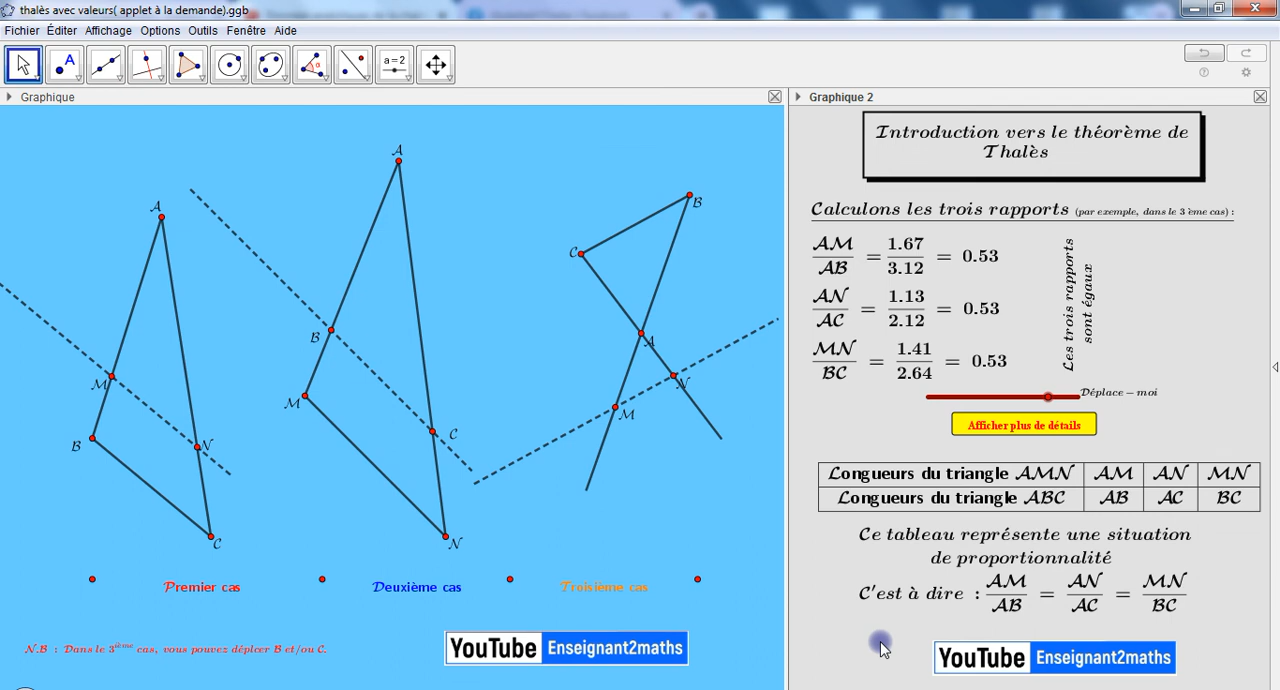 thalès avec valeurs( applet à la demande).ggb
Fichier Éditer Affichage Options Outils Fenêtre Aide
A
α
a=2
Graphique
Graphique 2
Introduction vers le théorème de
Thalès
Calculons les trois rapports (par exemple, dans le 3 ème cas) :
AM/AB = 1.67/3.12 = 0.53
AN/AC = 1.13/2.12 = 0.53
MN/BC = 1.41/2.64 = 0.53
Les trois rapports
sont égaux
Déplace – moi
Afficher plus de détails
Longueurs du triangle AMN AM AN MN
Longueurs du triangle ABC AB AC BC
Ce tableau représente une situation
de proportionnalité
C'est à dire : AM/AB = AN/AC = MN/BC
YouTube Enseignant2maths
A
M
B
N
C
A
B
M
C
N
B
C
A
N
M
Premier cas
Deuxième cas
Troisième cas
N.B : Dans le 3ième cas, vous pouvez déplcer B et/ou C.
YouTube Enseignant2maths